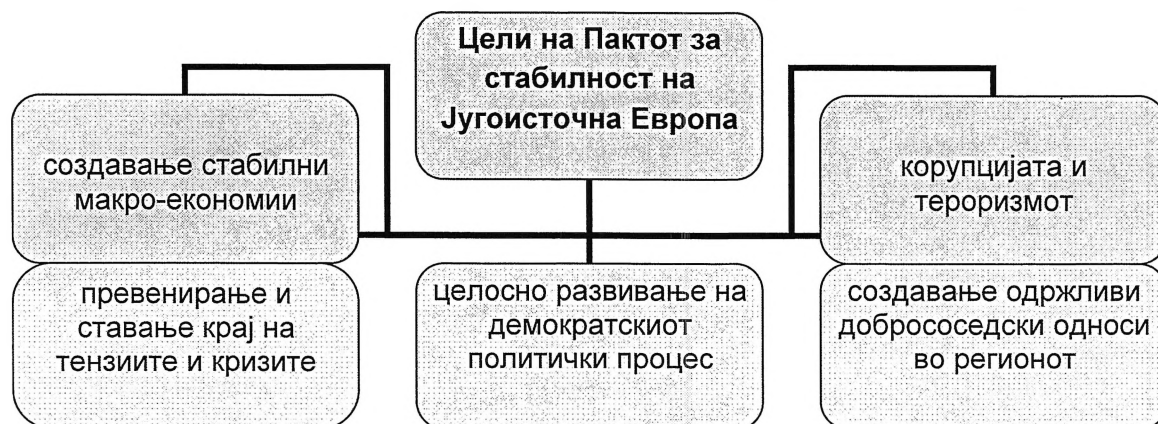 Цели на Пактот за
стабилност на
Југоисточна Европа
создавање стабилни
макро-економии
корупцијата и
тероризмот
превенирање и
ставање крај на
тензиите и кризите
целосно развивање на
демократскиот
политички процес
создавање одржливи
добрососедски односи
во регионот